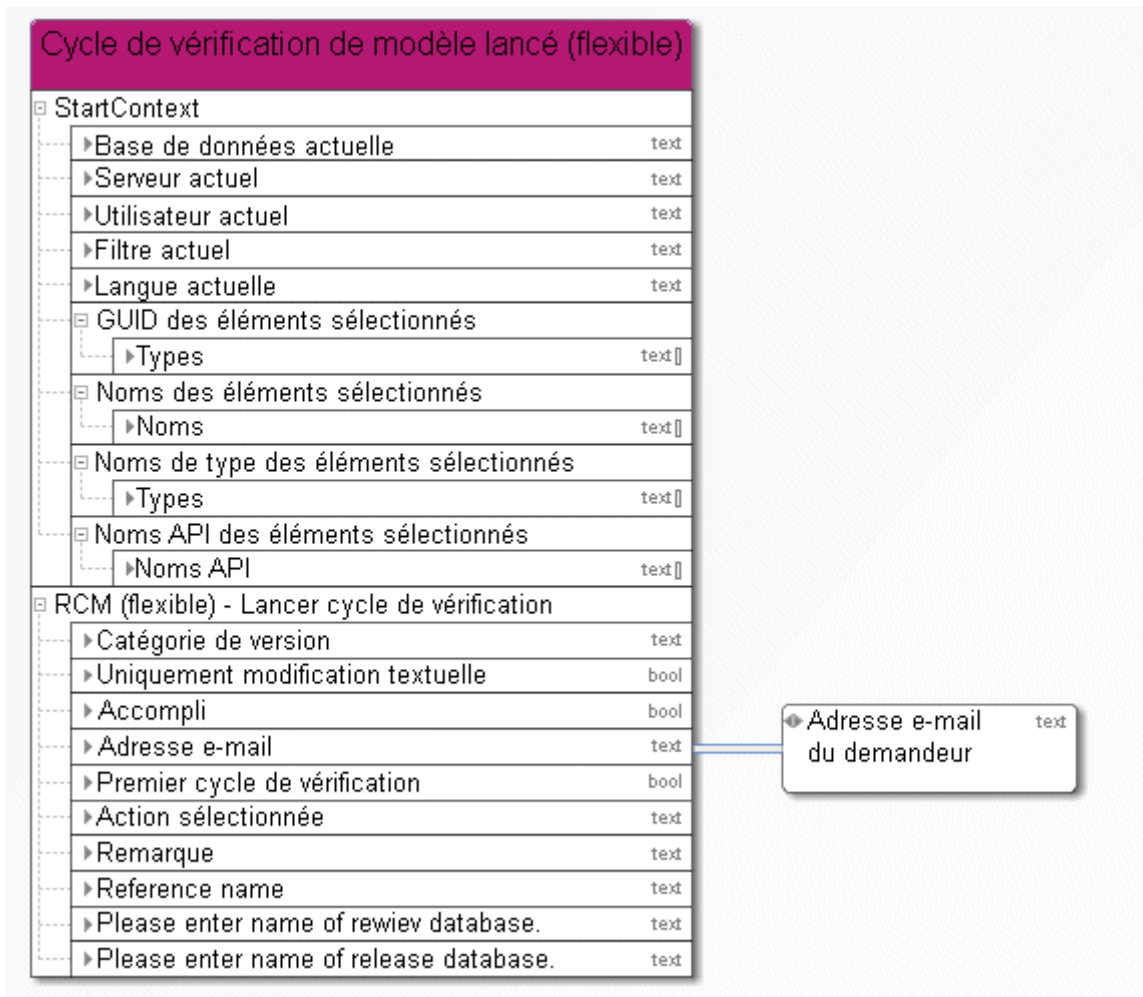 Cycle de vérification de modèle lancé (flexible)
StartContext
Base de données actuelle text
Serveur actuel text
Utilisateur actuel text
Filtre actuel text
Langue actuelle text
GUID des éléments sélectionnés
Types text[]
Noms des éléments sélectionnés
Noms text[]
Noms de type des éléments sélectionnés
Types text[]
Noms API des éléments sélectionnés
Noms API text[]
RCM (flexible) - Lancer cycle de vérification
Catégorie de version text
Uniquement modification textuelle bool
Accompli bool
Adresse e-mail text
Premier cycle de vérification bool
Action sélectionnée text
Remarque text
Reference name text
Please enter name of rewiev database. text
Please enter name of release database. text
Adresse e-mail text
du demandeur